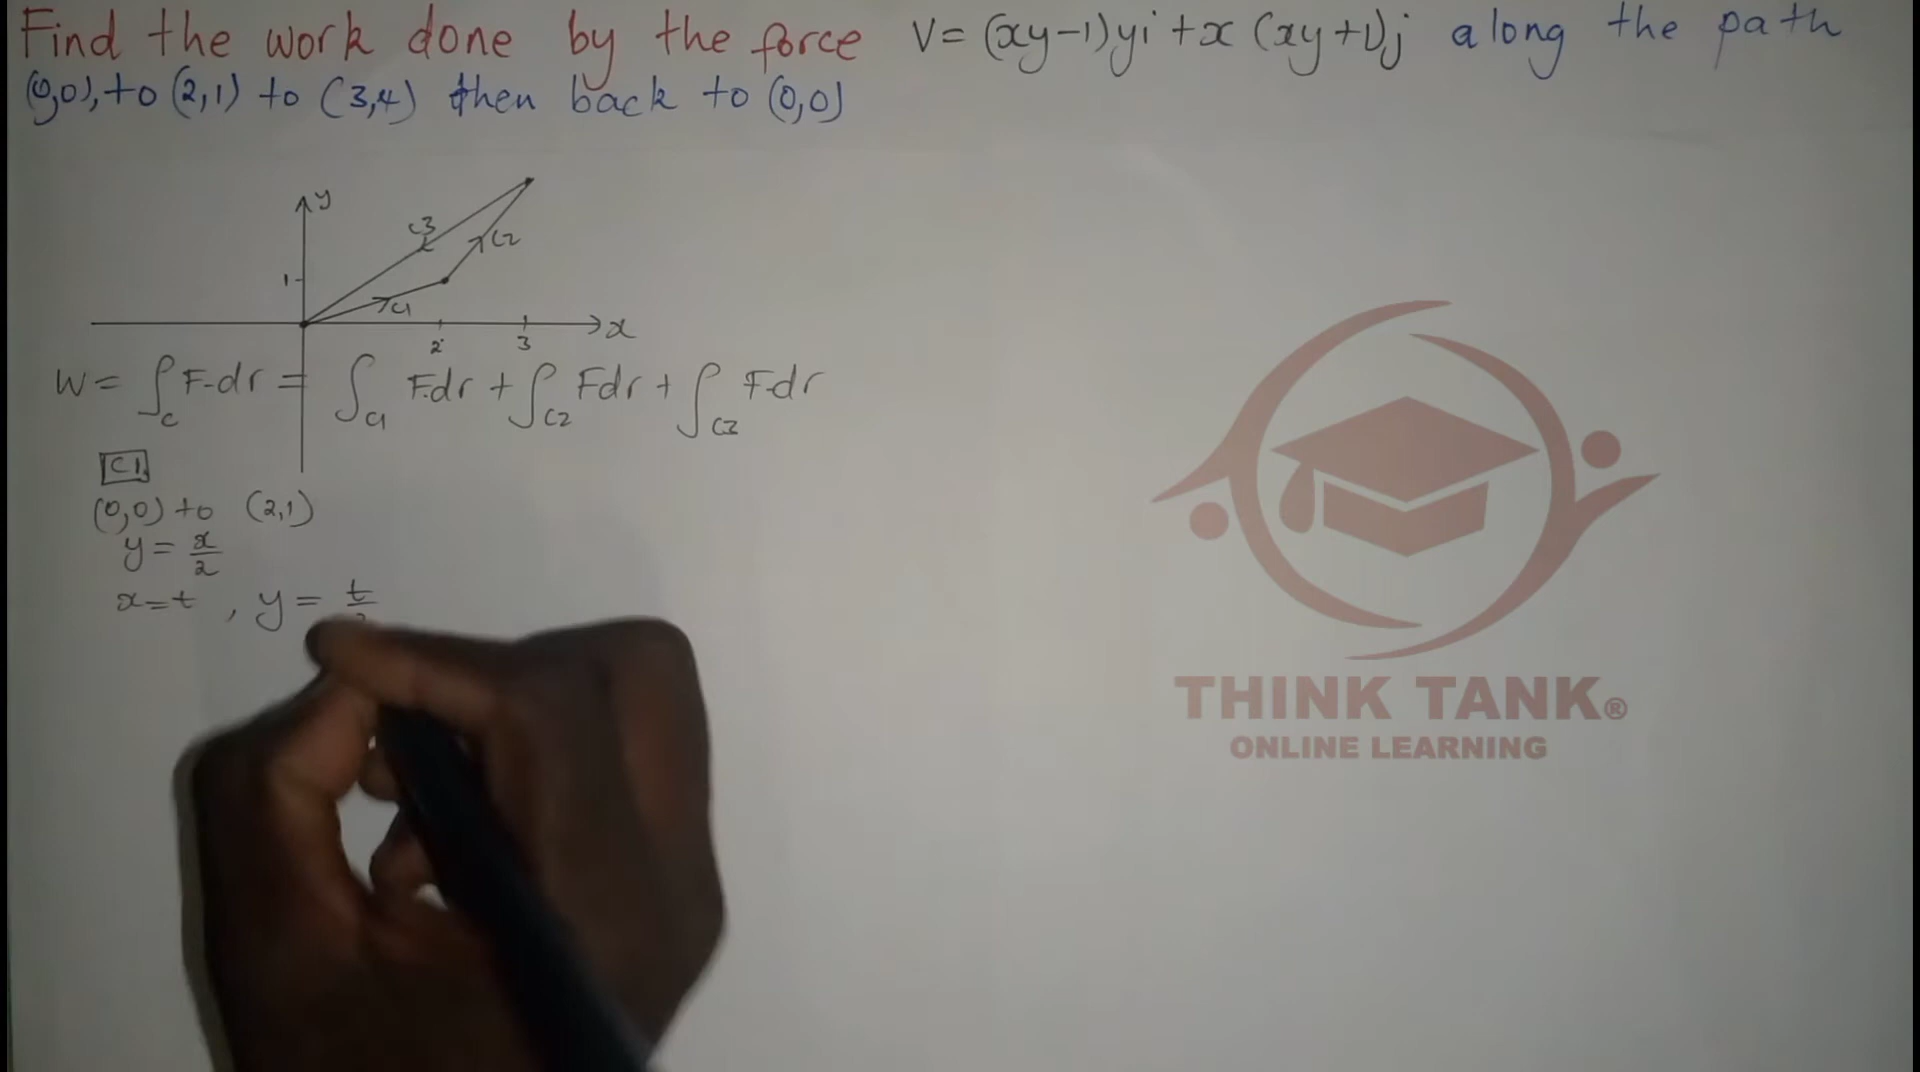 Find the work done by the force V= (xy-1)yi +x (xy+1)j along the path
(0,0), to (2,1) to (3,4) then back to (0,0)
y
C3
C2
1
C1
x
2
3
W = ∫c F-dr = ∫C1 F.dr + ∫C2 Fdr + ∫C3 F-dr
C1
(0,0) to (2,1)
y = x/2
x=t , y = t/2
THINK TANK®
ONLINE LEARNING